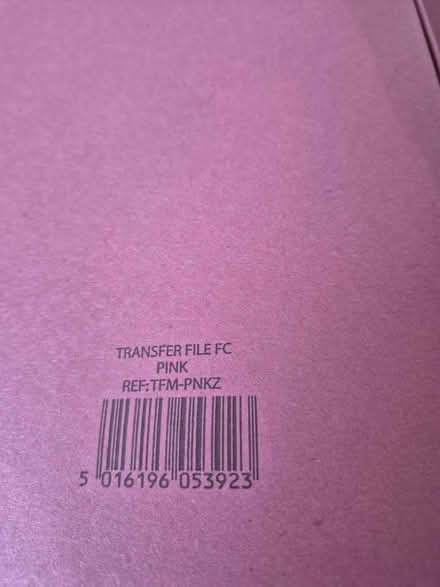 TRANSFER FILE FC
PINK
REF:TFM-PNKZ
5 016196 053923